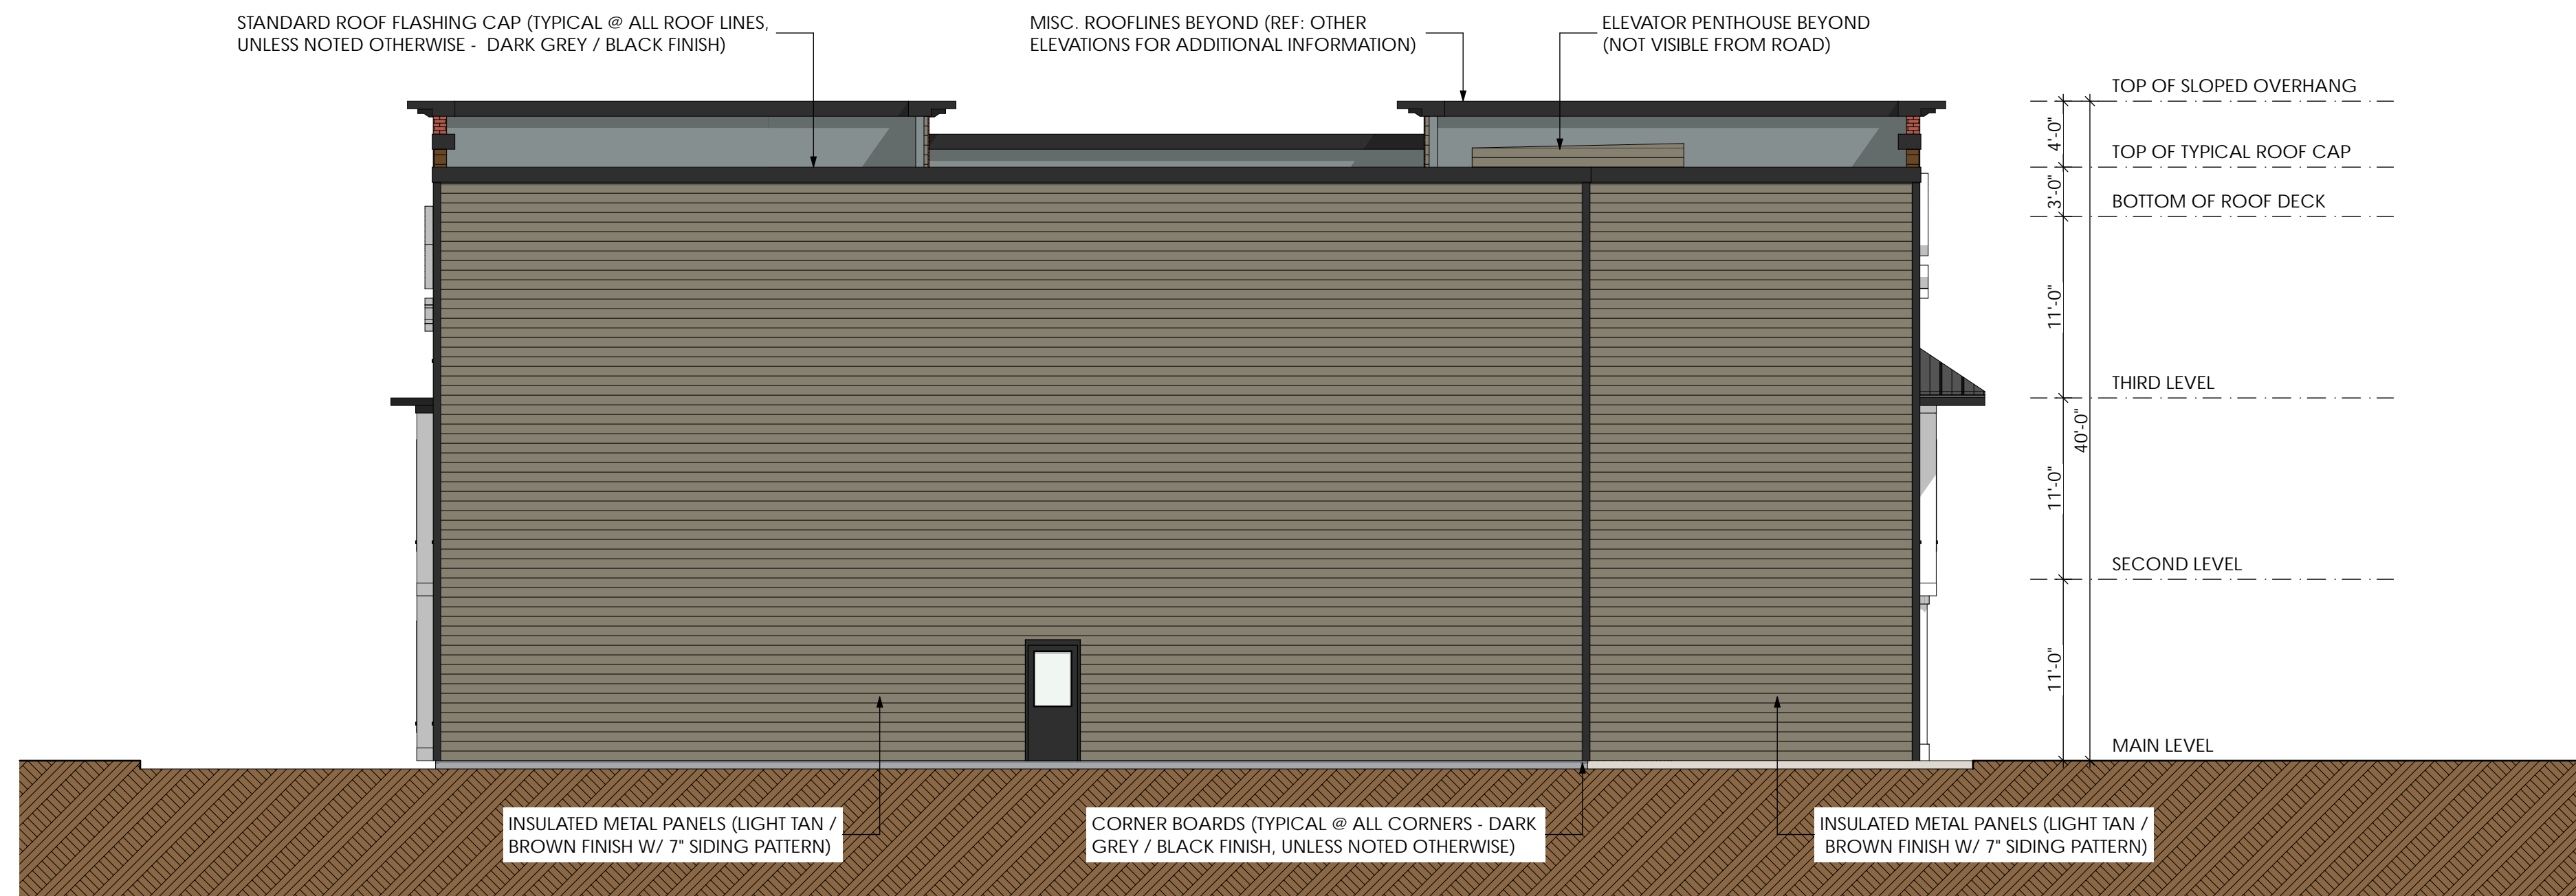 STANDARD ROOF FLASHING CAP (TYPICAL @ ALL ROOF LINES,
UNLESS NOTED OTHERWISE - DARK GREY / BLACK FINISH)
MISC. ROOFLINES BEYOND (REF: OTHER
ELEVATIONS FOR ADDITIONAL INFORMATION)
ELEVATOR PENTHOUSE BEYOND
(NOT VISIBLE FROM ROAD)
TOP OF SLOPED OVERHANG
4'-0"
TOP OF TYPICAL ROOF CAP
3'-0"
BOTTOM OF ROOF DECK
11'-0"
THIRD LEVEL
40'-0"
11'-0"
SECOND LEVEL
11'-0"
MAIN LEVEL
INSULATED METAL PANELS (LIGHT TAN /
BROWN FINISH W/ 7" SIDING PATTERN)
CORNER BOARDS (TYPICAL @ ALL CORNERS - DARK
GREY / BLACK FINISH, UNLESS NOTED OTHERWISE)
INSULATED METAL PANELS (LIGHT TAN /
BROWN FINISH W/ 7" SIDING PATTERN)